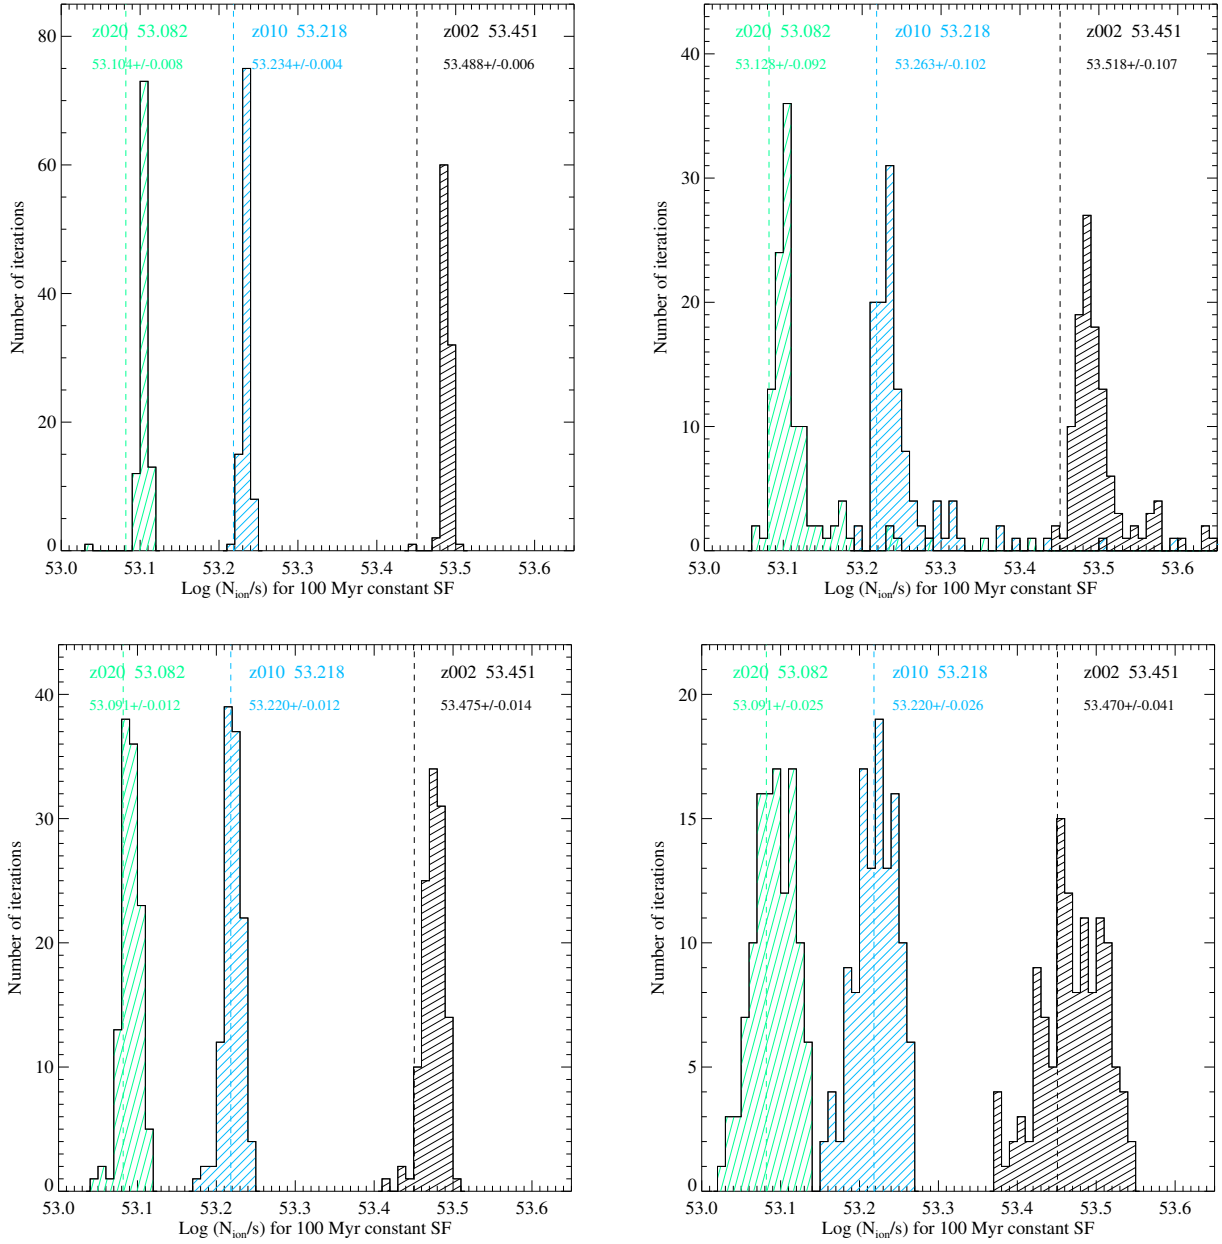 z020 53.082 z010 53.218 z002 53.451
53.104+/-0.008 53.234+/-0.004 53.488+/-0.006
80
60
40
20
0
Number of iterations
53.0 53.1 53.2 53.3 53.4 53.5 53.6
Log (Nion/s) for 100 Myr constant SF
z020 53.082 z010 53.218 z002 53.451
53.128+/-0.092 53.263+/-0.102 53.518+/-0.107
40
30
20
10
0
Number of iterations
53.0 53.1 53.2 53.3 53.4 53.5 53.6
Log (Nion/s) for 100 Myr constant SF
z020 53.082 z010 53.218 z002 53.451
53.091+/-0.012 53.220+/-0.012 53.475+/-0.014
40
30
20
10
0
Number of iterations
53.0 53.1 53.2 53.3 53.4 53.5 53.6
Log (Nion/s) for 100 Myr constant SF
z020 53.082 z010 53.218 z002 53.451
53.091+/-0.025 53.220+/-0.026 53.470+/-0.041
20
15
10
5
0
Number of iterations
53.0 53.1 53.2 53.3 53.4 53.5 53.6
Log (Nion/s) for 100 Myr constant SF